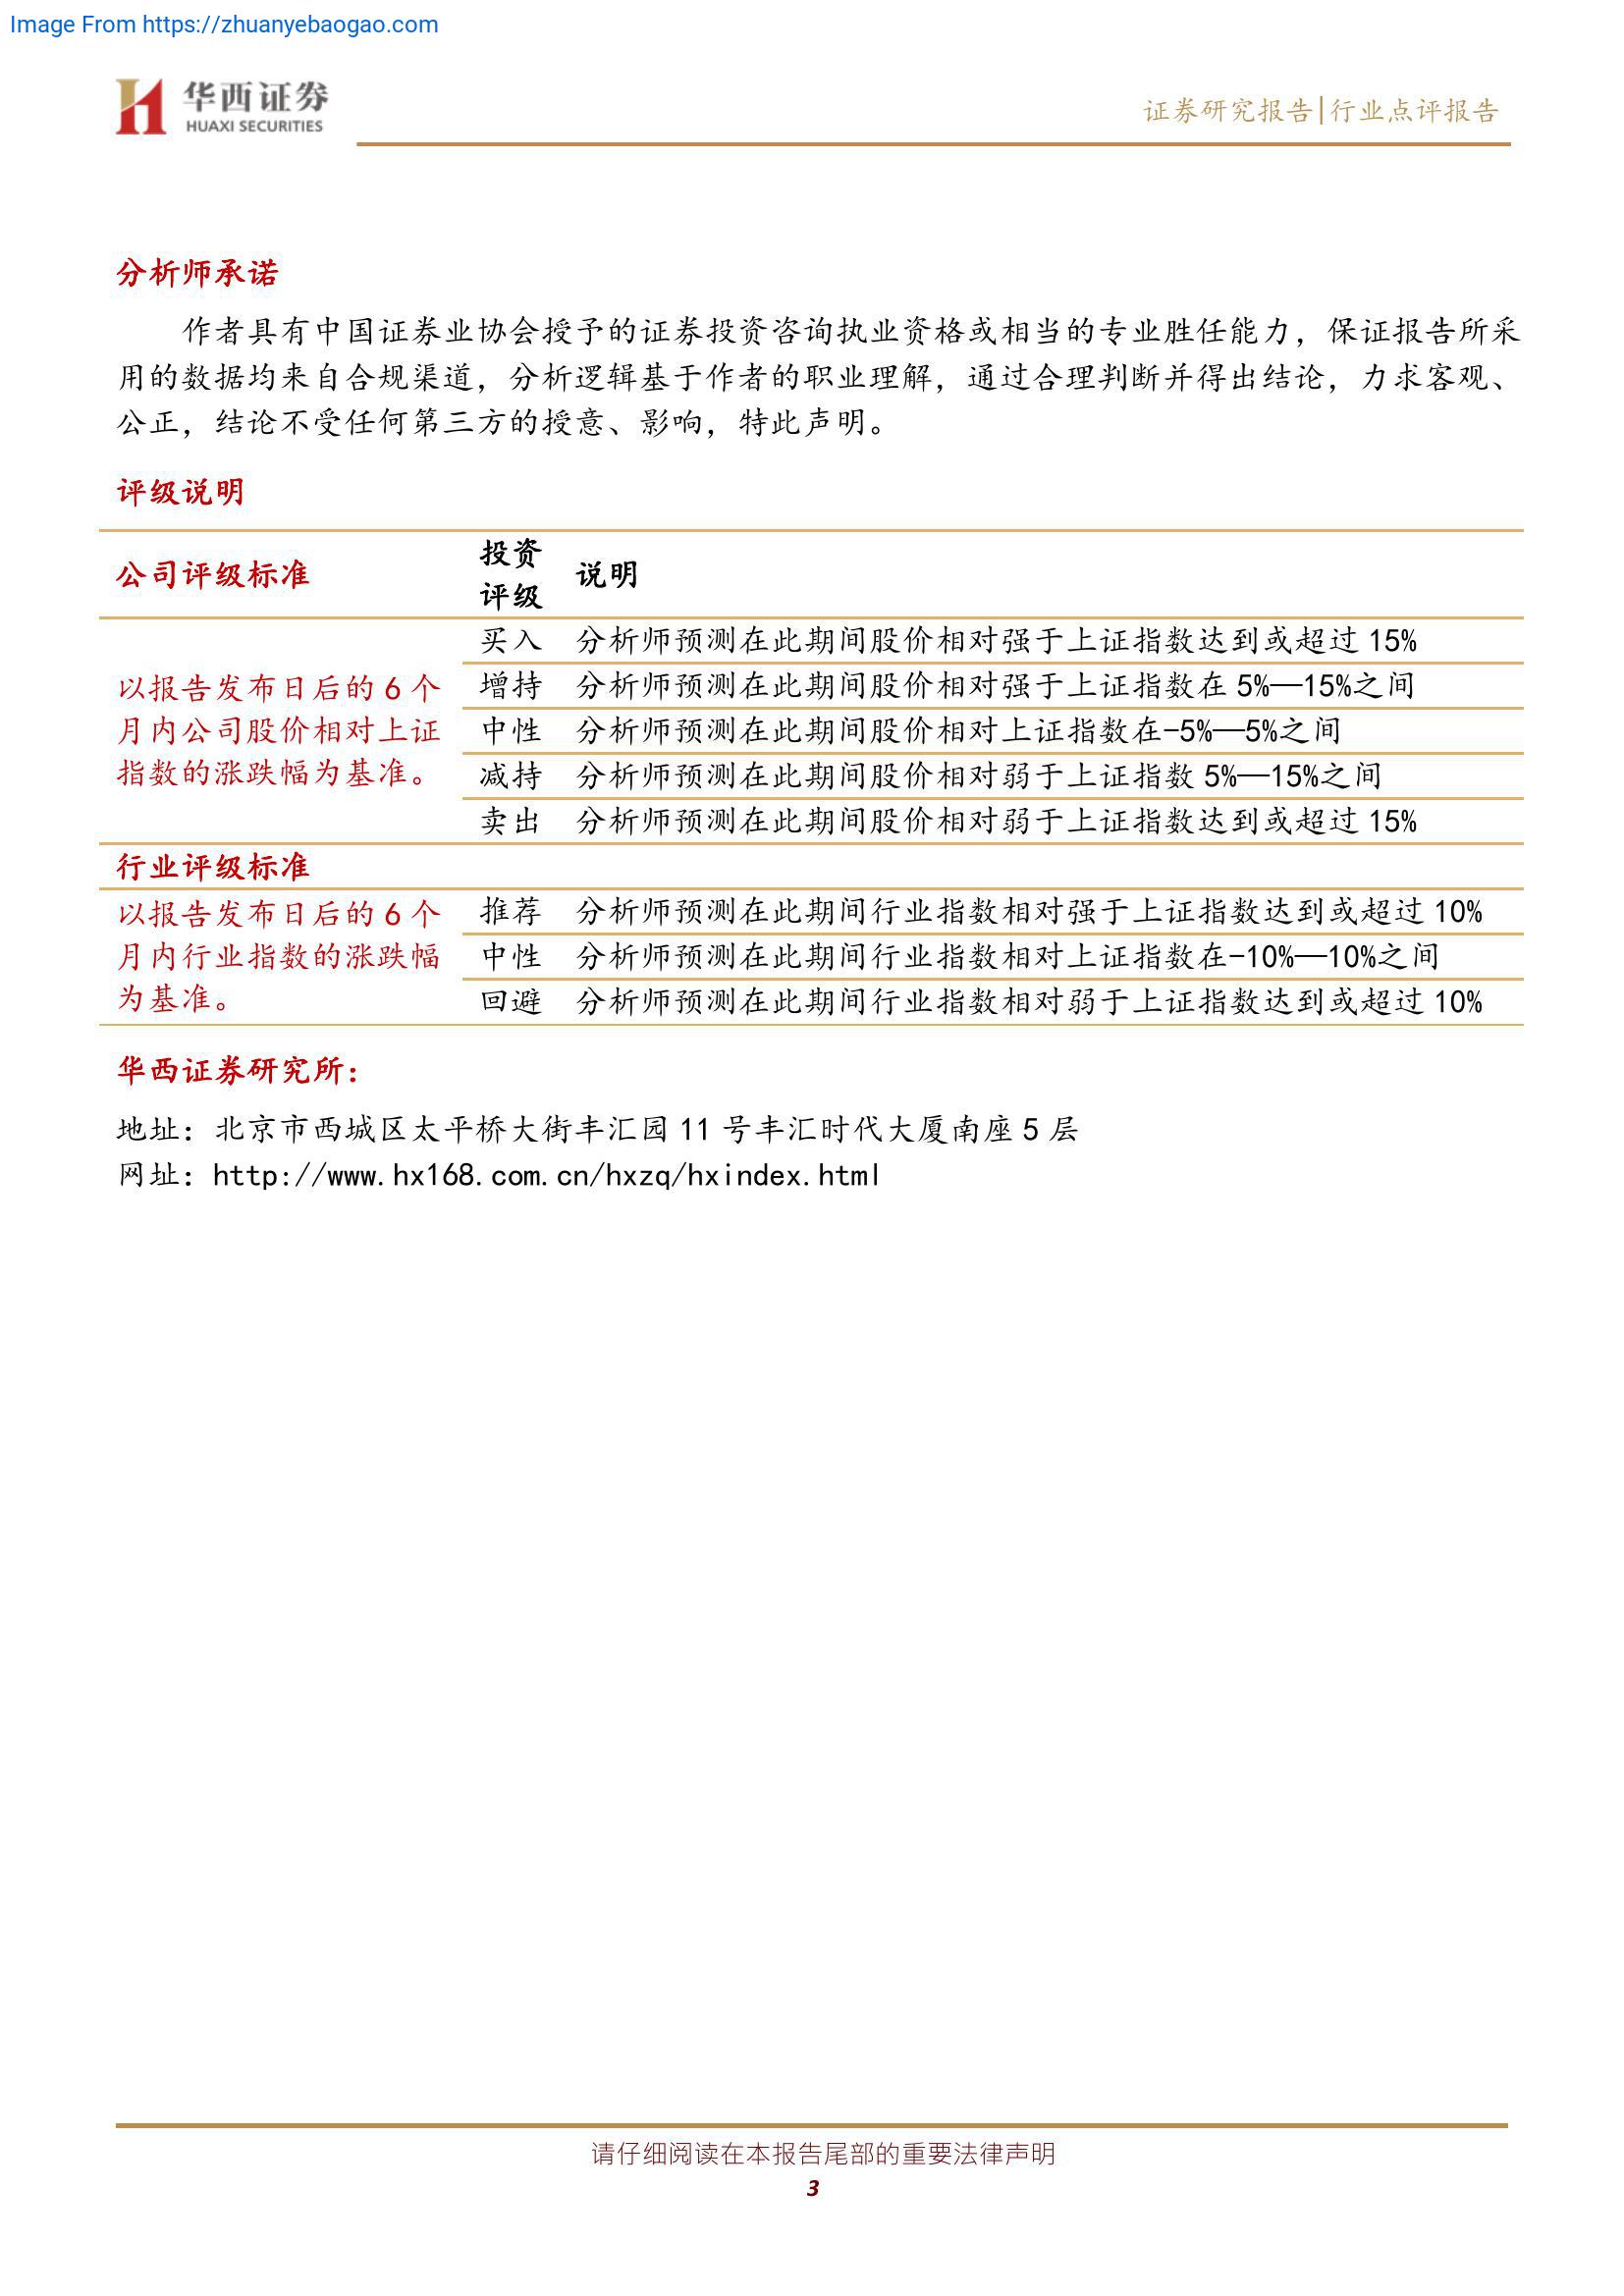 Image From https://zhuanyebaogao.com
华西证券
HUAXI SECURITIES
证券研究报告|行业点评报告
分析师承诺
作者具有中国证券业协会授予的证券投资咨询执业资格或相当的专业胜任能力，保证报告所采
用的数据均来自合规渠道，分析逻辑基于作者的职业理解，通过合理判断并得出结论，力求客观、
公正，结论不受任何第三方的授意、影响，特此声明。
评级说明
公司评级标准 投资评级 说明
以报告发布日后的 6 个
月内公司股价相对上证
指数的涨跌幅为基准。
买入 分析师预测在此期间股价相对强于上证指数达到或超过 15%
增持 分析师预测在此期间股价相对强于上证指数在 5%—15%之间
中性 分析师预测在此期间股价相对上证指数在-5%—5%之间
减持 分析师预测在此期间股价相对弱于上证指数 5%—15%之间
卖出 分析师预测在此期间股价相对弱于上证指数达到或超过 15%
行业评级标准
以报告发布日后的 6 个
月内行业指数的涨跌幅
为基准。
推荐 分析师预测在此期间行业指数相对强于上证指数达到或超过 10%
中性 分析师预测在此期间行业指数相对上证指数在-10%—10%之间
回避 分析师预测在此期间行业指数相对弱于上证指数达到或超过 10%
华西证券研究所：
地址：北京市西城区太平桥大街丰汇园 11 号丰汇时代大厦南座 5 层
网址：http://www.hx168.com.cn/hxzq/hxindex.html
请仔细阅读在本报告尾部的重要法律声明
3